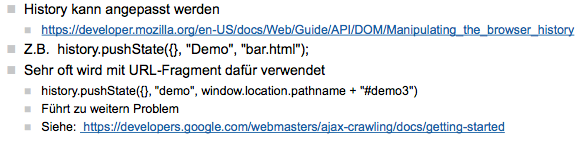 History kann angepasst werden
https://developer.mozilla.org/en-US/docs/Web/Guide/API/DOM/Manipulating_the_browser_history
Z.B.  history.pushState({}, "Demo", "bar.html");
Sehr oft wird mit URL-Fragment dafür verwendet
history.pushState({}, "demo", window.location.pathname + "#demo3")
Führt zu weitern Problem
Siehe:  https://developers.google.com/webmasters/ajax-crawling/docs/getting-started